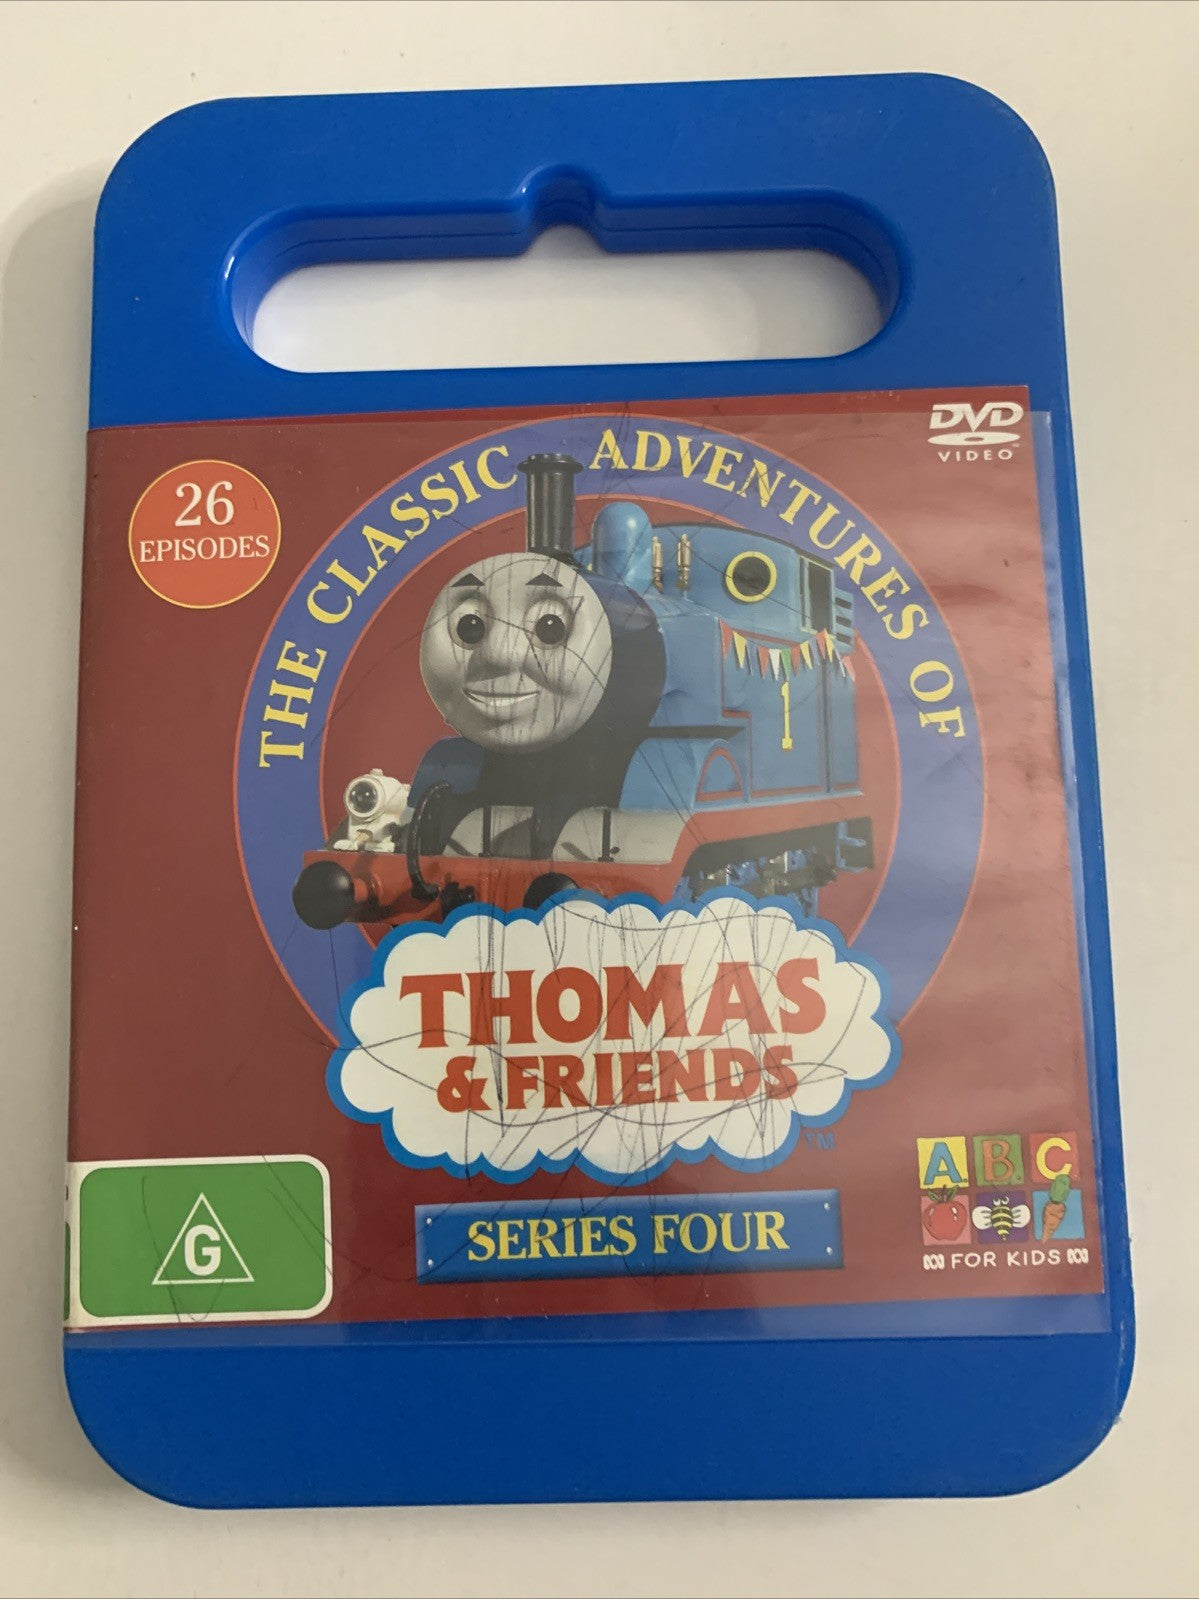 DVD
VIDEO
26
EPISODES
THE CLASSIC ADVENTURES OF
1
THOMAS
& FRIENDS
TM
SERIES FOUR
G
A.B.C
FOR KIDS